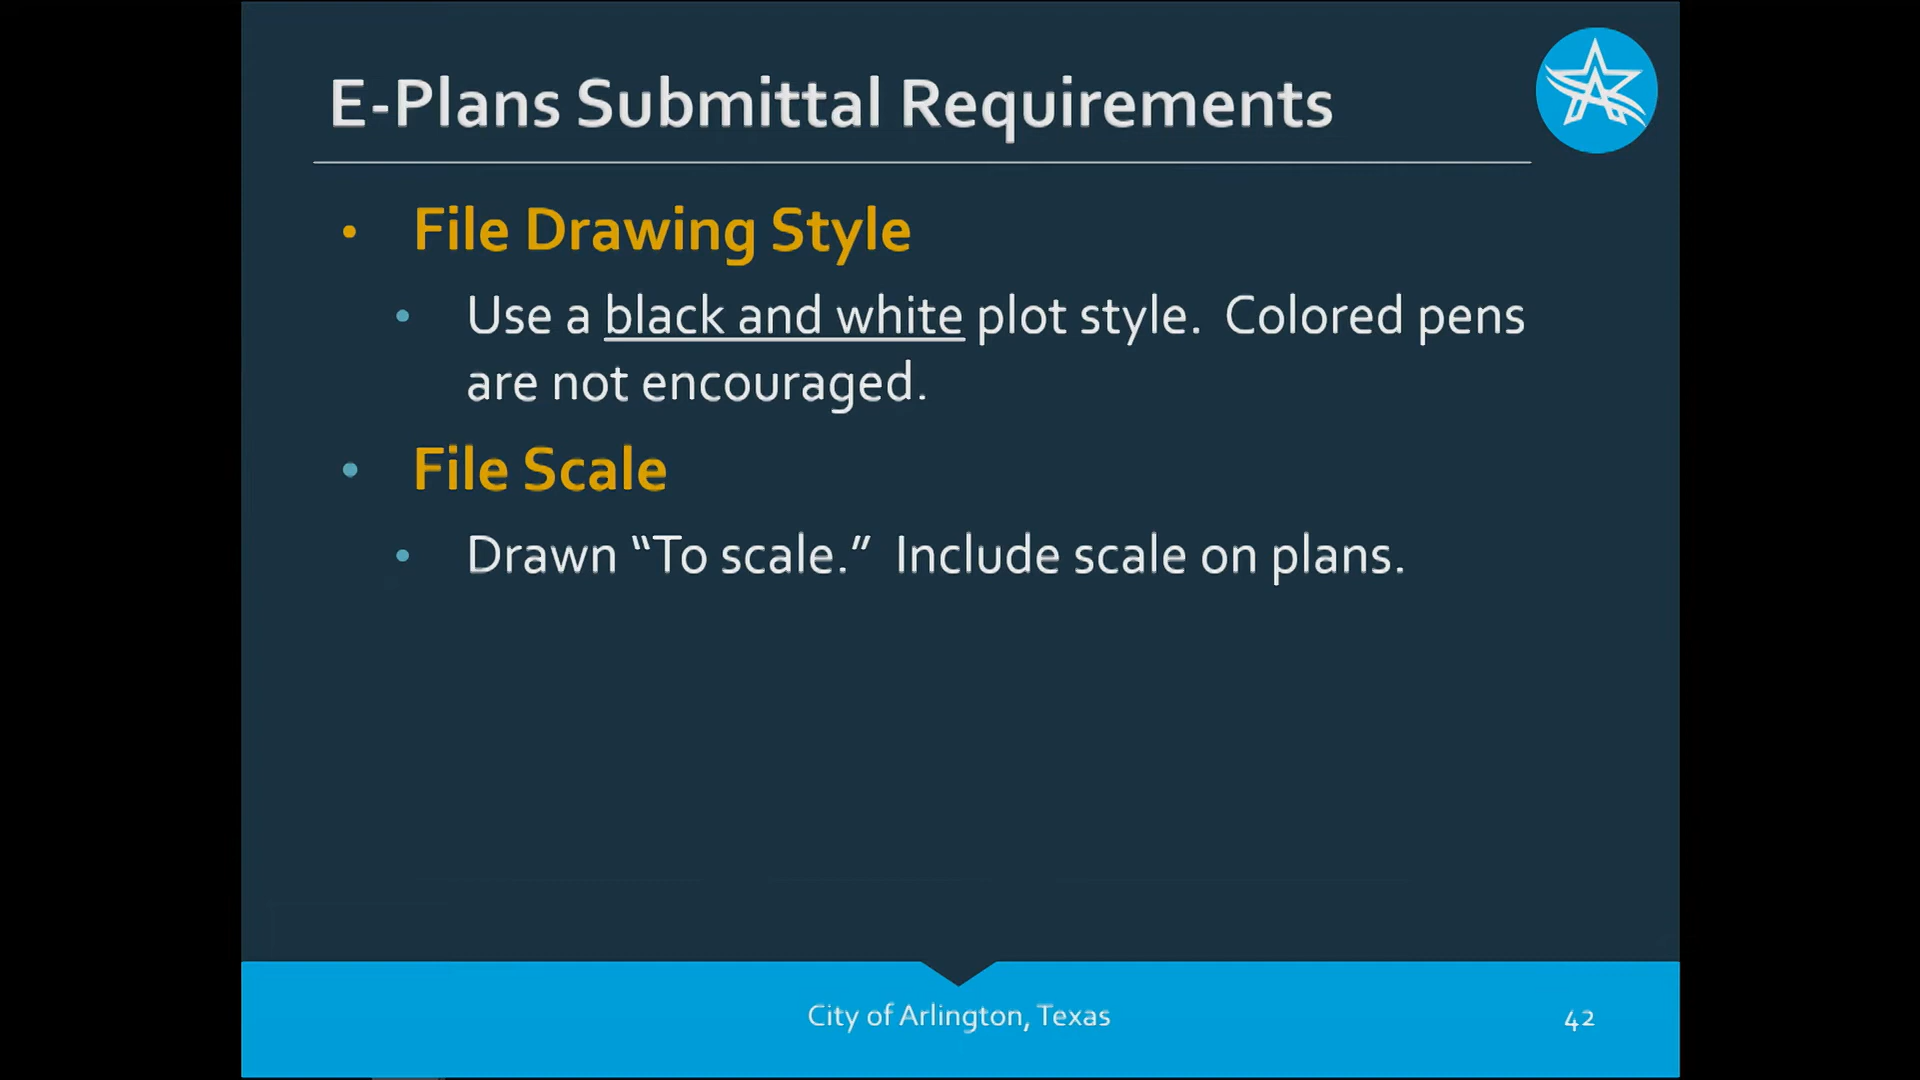 E-Plans Submittal Requirements
• File Drawing Style
• Use a black and white plot style.  Colored pens
are not encouraged.
• File Scale
• Drawn “To scale.”  Include scale on plans.
City of Arlington, Texas
42